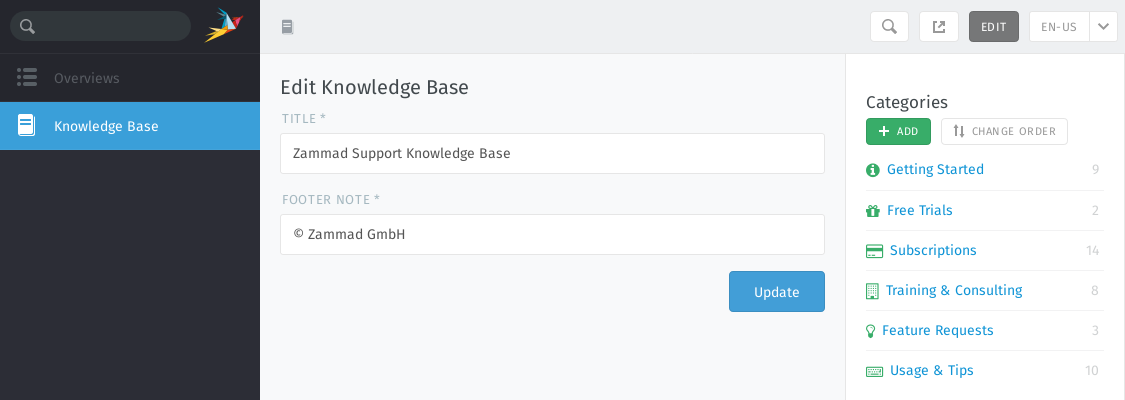 EDIT
EN-US
Overviews
Knowledge Base
Edit Knowledge Base
TITLE *
Zammad Support Knowledge Base
FOOTER NOTE *
© Zammad GmbH
Update
Categories
ADD
CHANGE ORDER
Getting Started 9
Free Trials 2
Subscriptions 14
Training & Consulting 8
Feature Requests 3
Usage & Tips 10